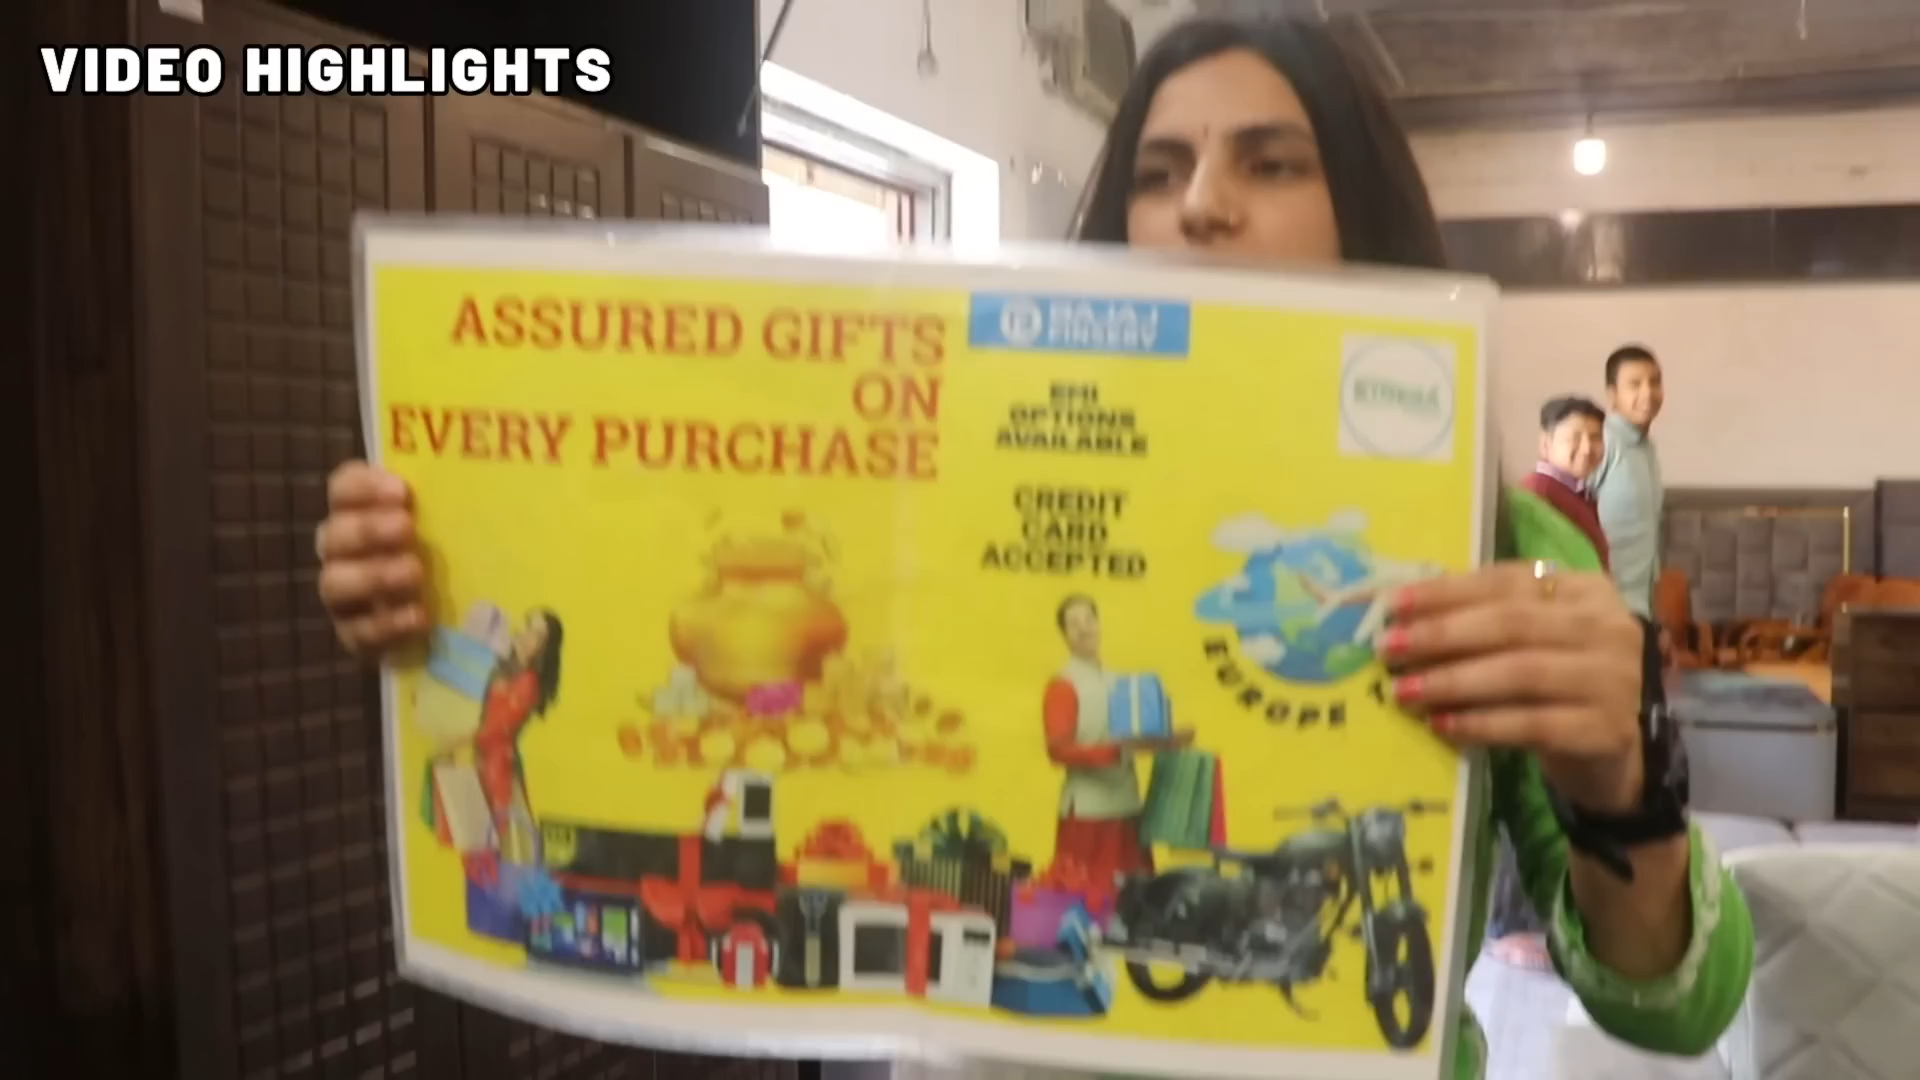 VIDEO HIGHLIGHTS
ASSURED GIFTS
ON
EVERY PURCHASE
BAJAJ
FINSERV
EMI
OPTIONS
AVAILABLE
CREDIT
CARD
ACCEPTED
EUROPE